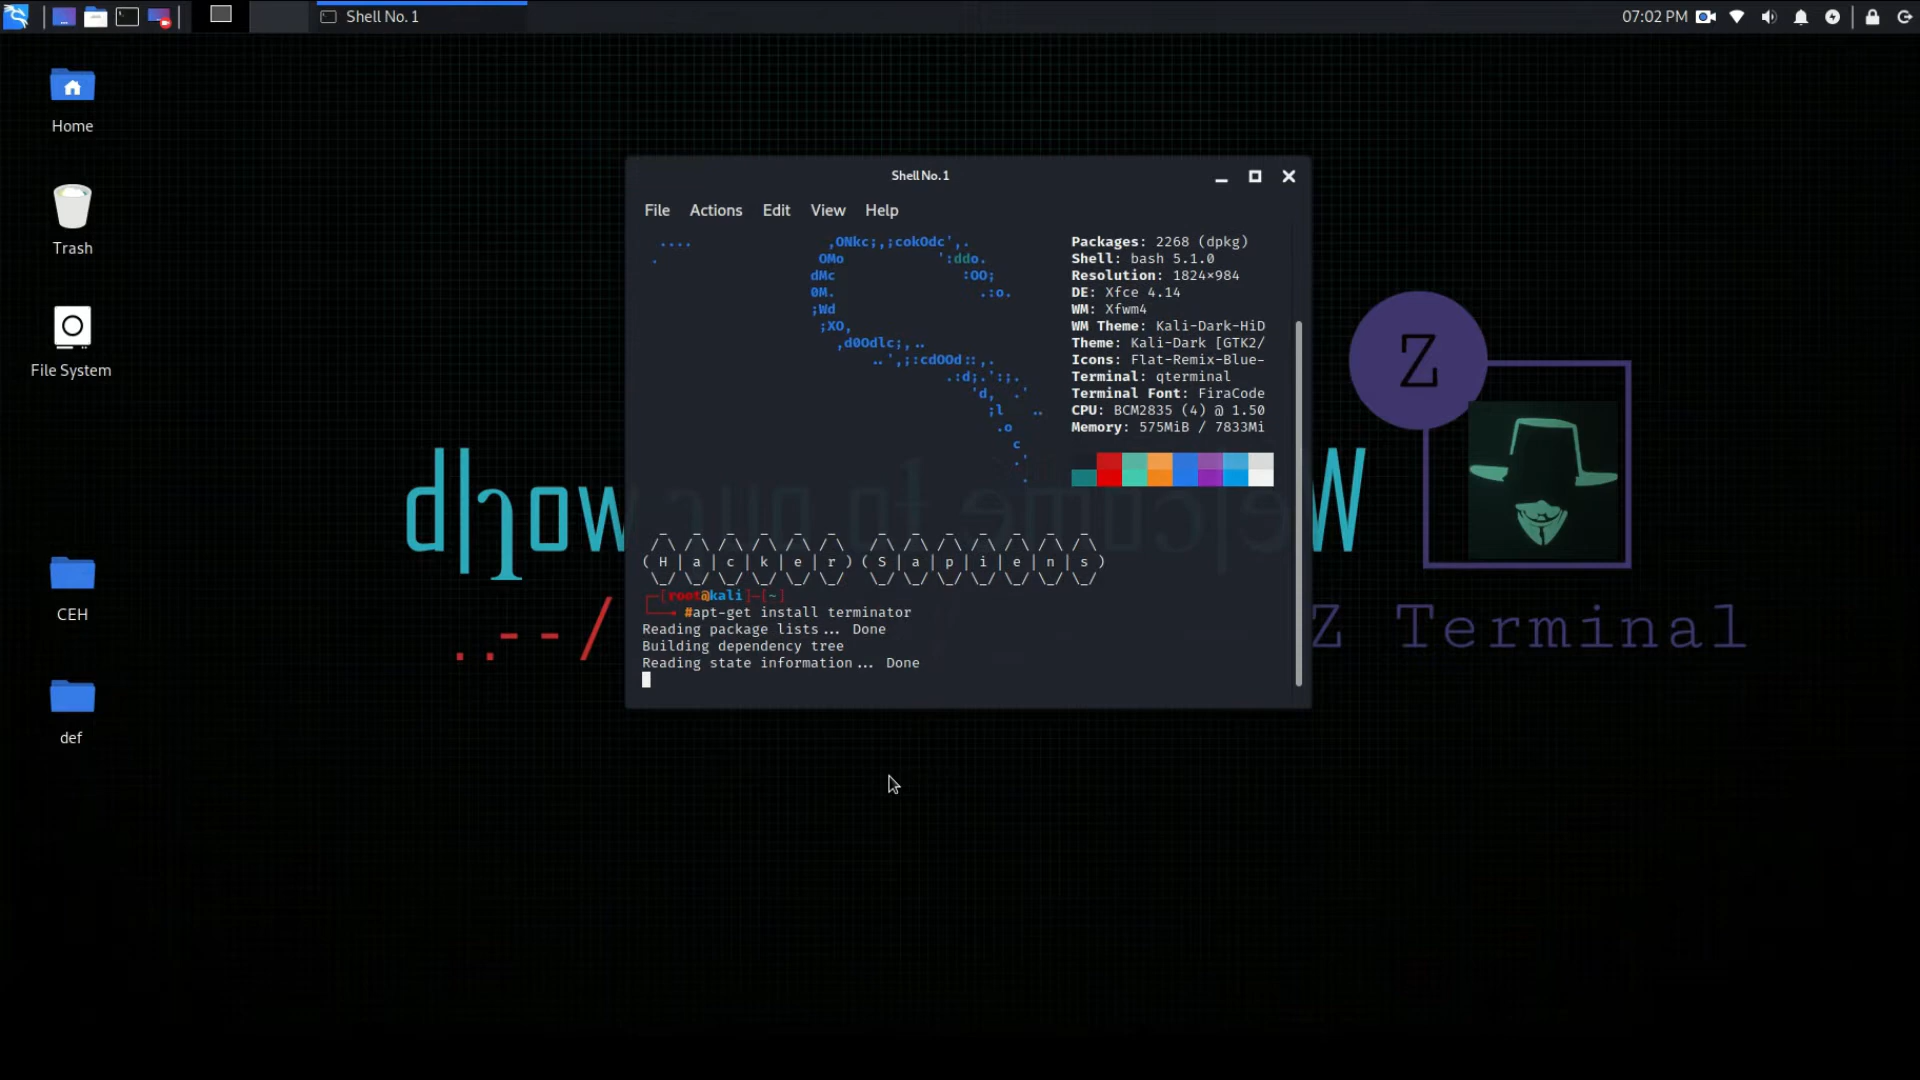 Shell No. 1
07:02 PM
Home
Trash
File System
CEH
def
Shell No. 1
File Actions Edit View Help
Packages: 2268 (dpkg)
Shell: bash 5.1.0
Resolution: 1824×984
DE: Xfce 4.14
WM: Xfwm4
WM Theme: Kali-Dark-HiD
Theme: Kali-Dark [GTK2/
Icons: Flat-Remix-Blue-
Terminal: qterminal
Terminal Font: FiraCode
CPU: BCM2835 (4) @ 1.50
Memory: 575MiB / 7833Mi
( H | a | c | k | e | r ) ( S | a | p | i | e | n | s )
[root@kali]─[~]
#apt-get install terminator
Reading package lists... Done
Building dependency tree
Reading state information... Done
Z
Z Terminal